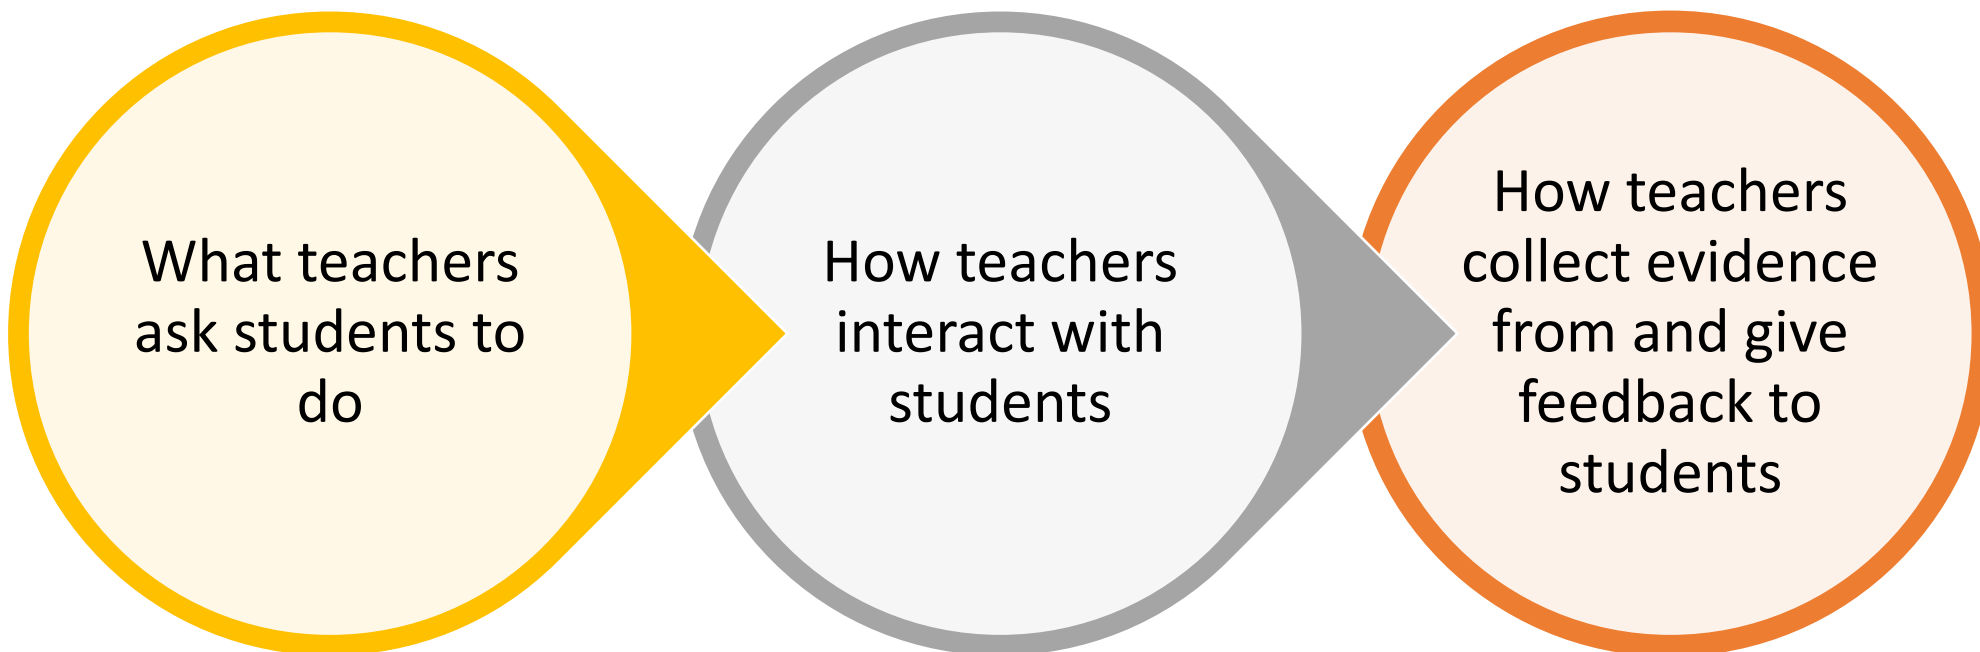 What teachers
ask students to
do
How teachers
interact with
students
How teachers
collect evidence
from and give
feedback to
students